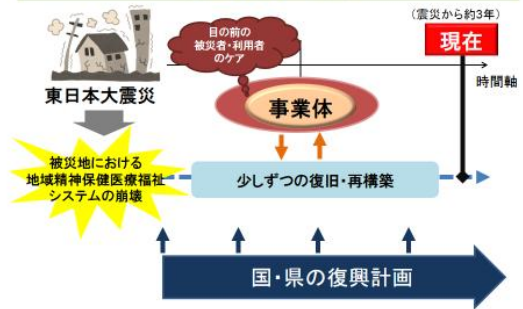 （震災から約3年）
現在
時間軸
目の前の
被災者・利用者
のケア
事業体
東日本大震災
被災地における
地域精神保健医療福祉
システムの崩壊
少しずつの復旧・再構築
国・県の復興計画